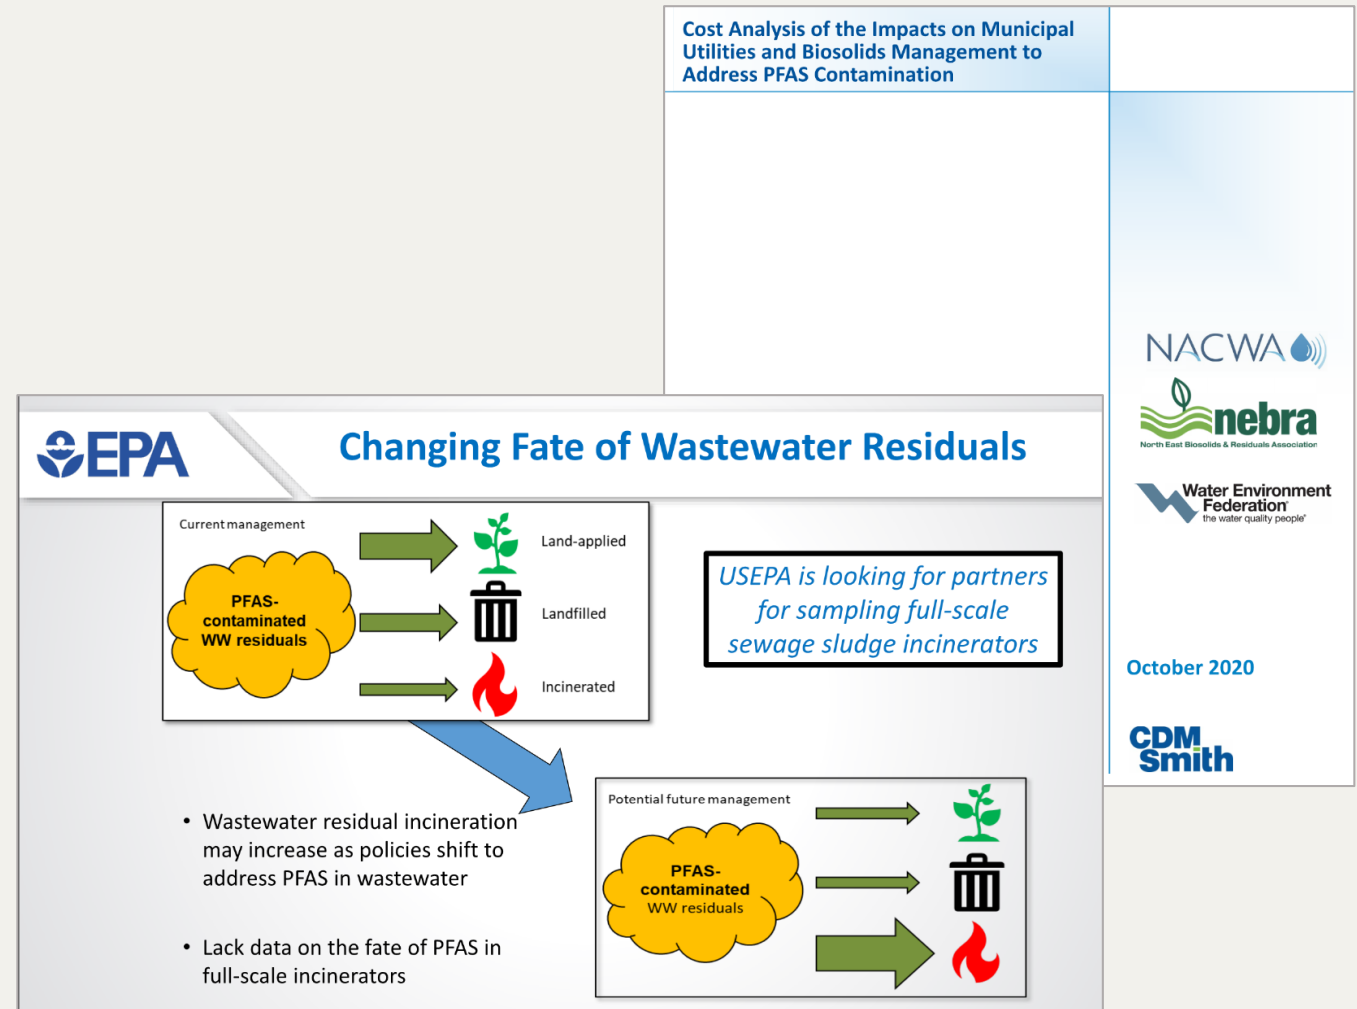 Cost Analysis of the Impacts on Municipal
Utilities and Biosolids Management to
Address PFAS Contamination
NACWA
nebra
North East Biosolids & Residuals Association
Water Environment
Federation
the water quality people®
October 2020
CDM
Smith
EPA
Changing Fate of Wastewater Residuals
Current management
PFAS-
contaminated
WW residuals
Land-applied
Landfilled
Incinerated
USEPA is looking for partners
for sampling full-scale
sewage sludge incinerators
• Wastewater residual incineration
may increase as policies shift to
address PFAS in wastewater
• Lack data on the fate of PFAS in
full-scale incinerators
Potential future management
PFAS-
contaminated
WW residuals